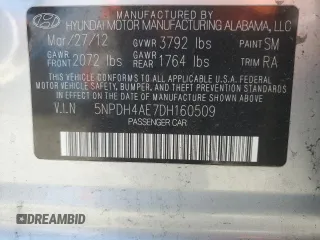 HYUNDAI MOTOR MANUFACTURING ALABAMA, LLC
Mar/27/12 GVWR 3792 lbs PAINT SM
GAWR FRONT 2072 lbs GAWR REAR 1764 lbs TRIM RA
THIS VEHICLE CONFORMS TO ALL APPLICABLE U.S. FEDERAL
MOTOR VEHICLE SAFETY, BUMPER, AND THEFT PREVENTION
STANDARDS IN EFFECT ON THE DATE OF MANUFACTURE SHOWN ABOVE.
V.I.N 5NPDH4AE7DH160509
PASSENGER CAR
DREAMBID